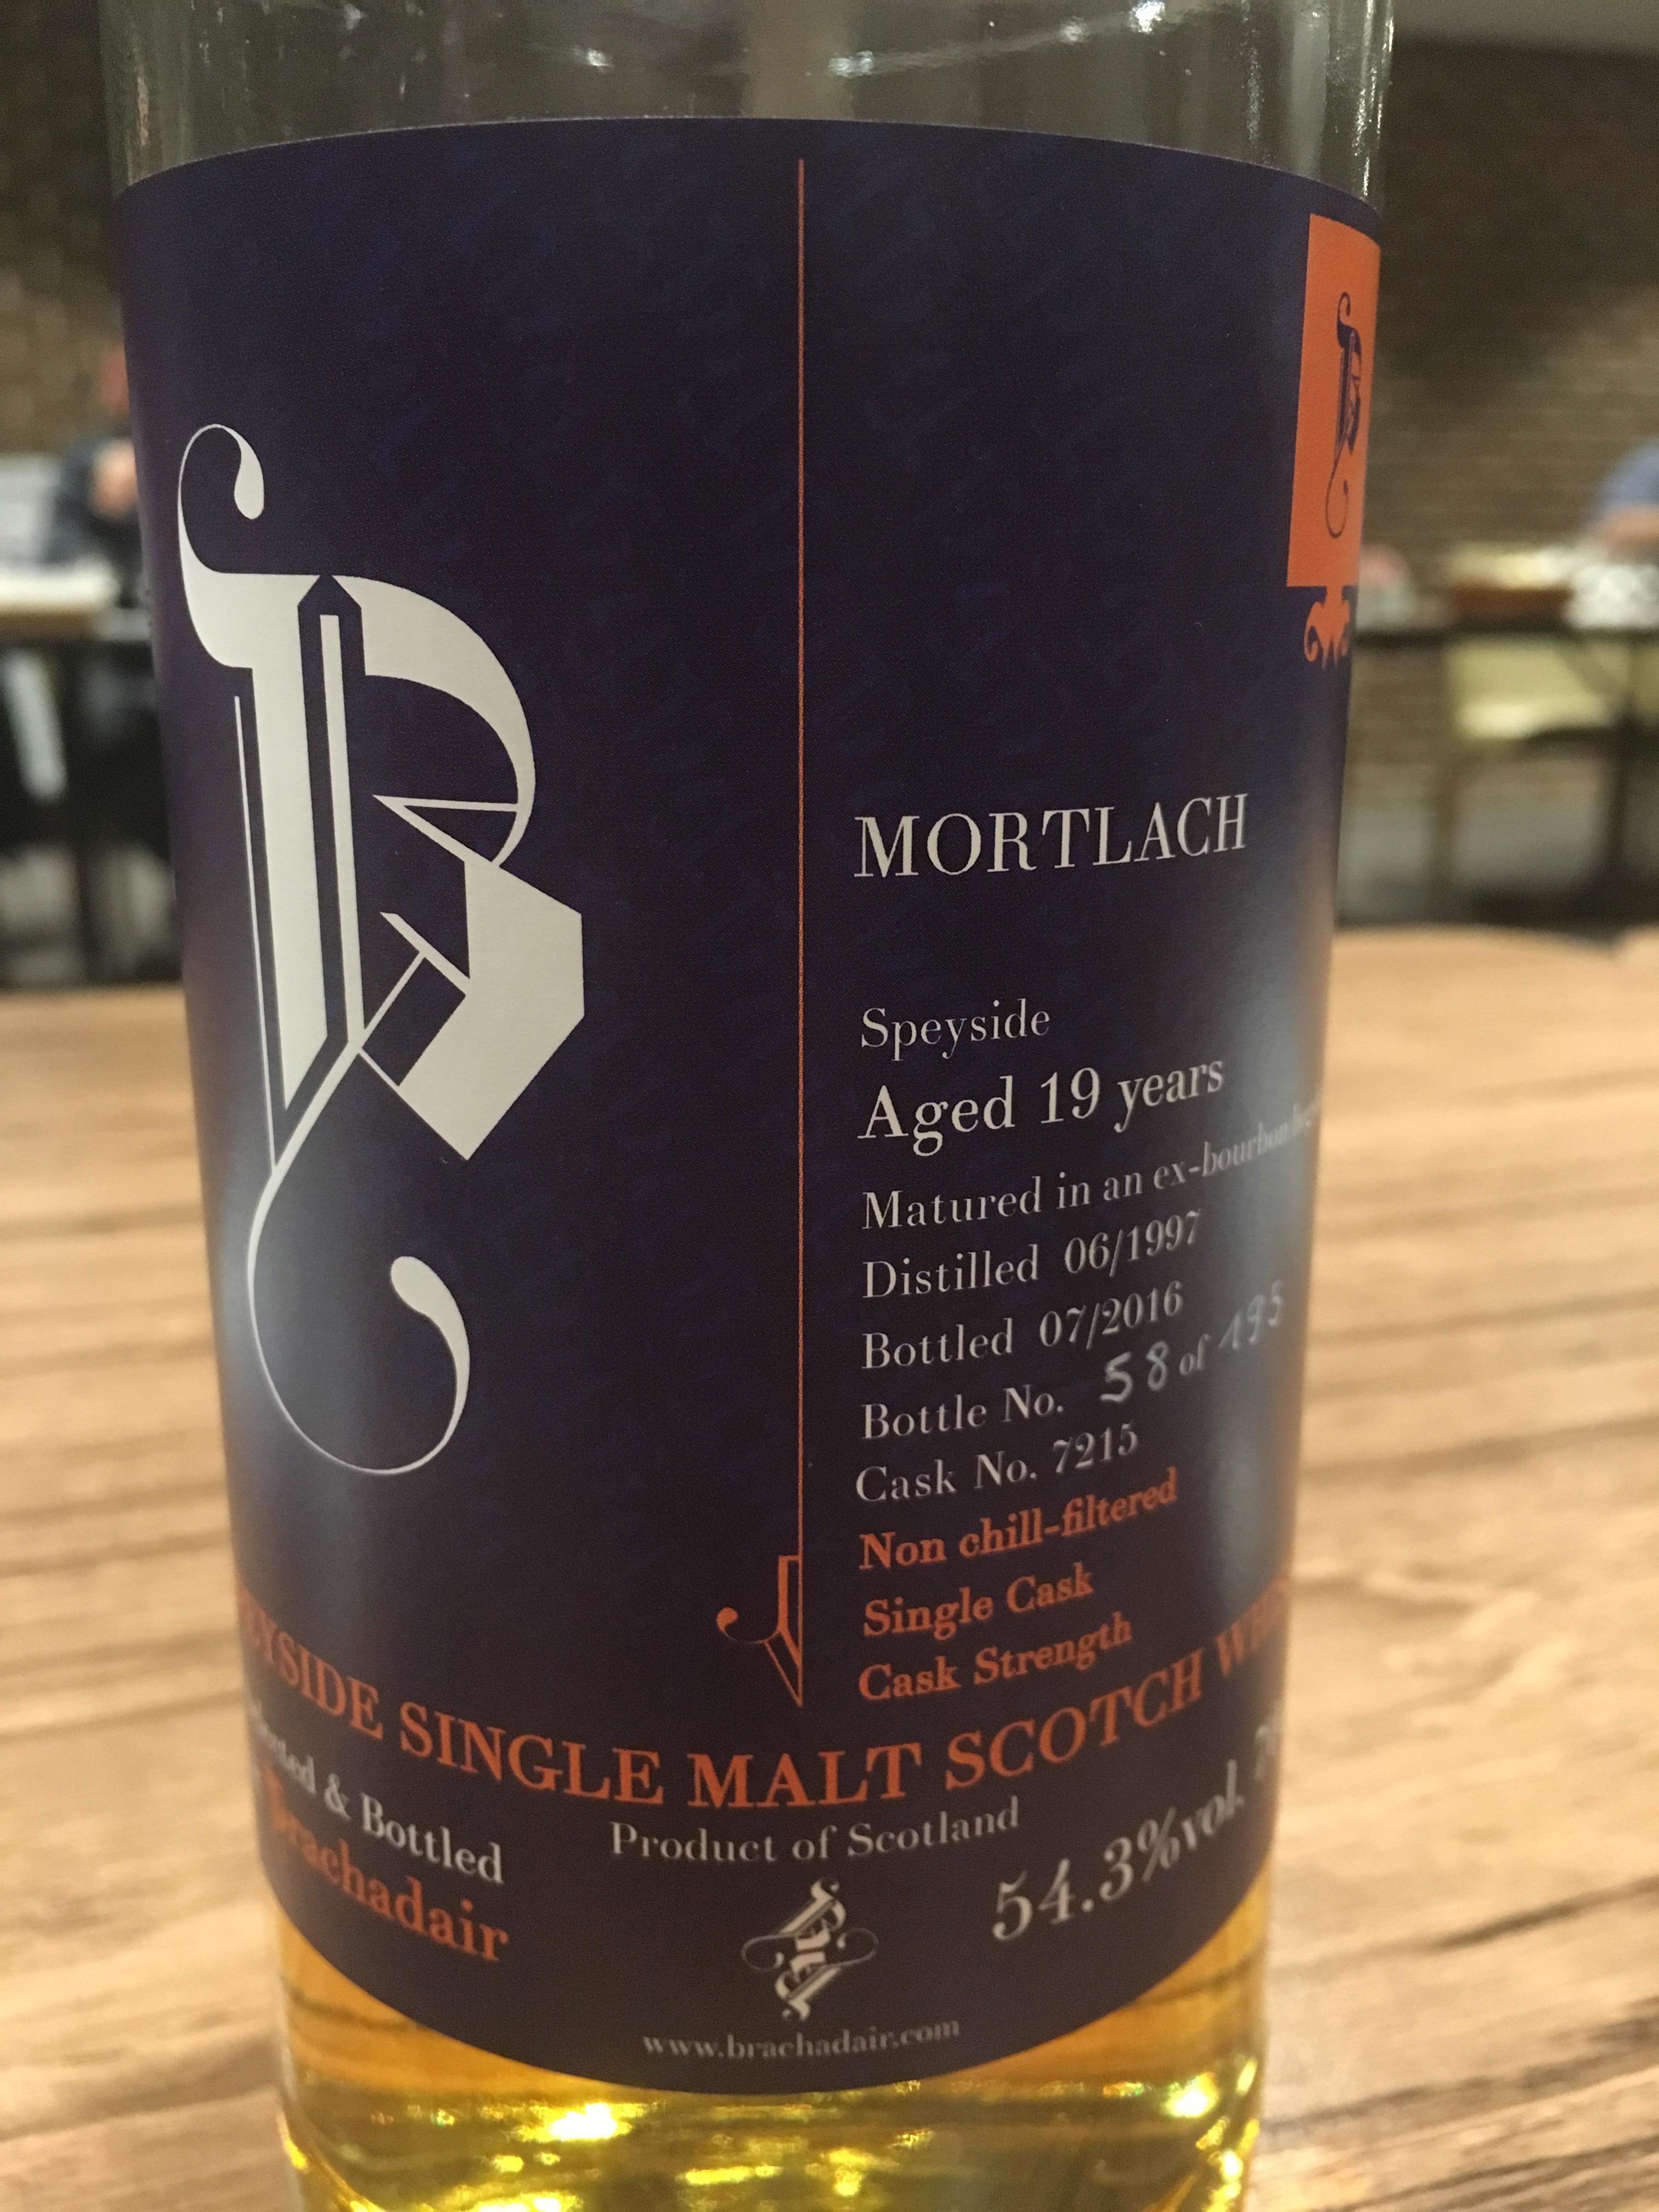 B
MORTLACH
Speyside
Aged 19 years
Matured in an ex-bourbon
Distilled 06/1997
Bottled 07/2016
Bottle No. 58 of 195
Cask No. 7215
Non chill-filtered
Single Cask
Cask Strength
SINGLE MALT SCOTCH
& Bottled
Brachadair
Product of Scotland
54.3%vol.
www.brachadair.com